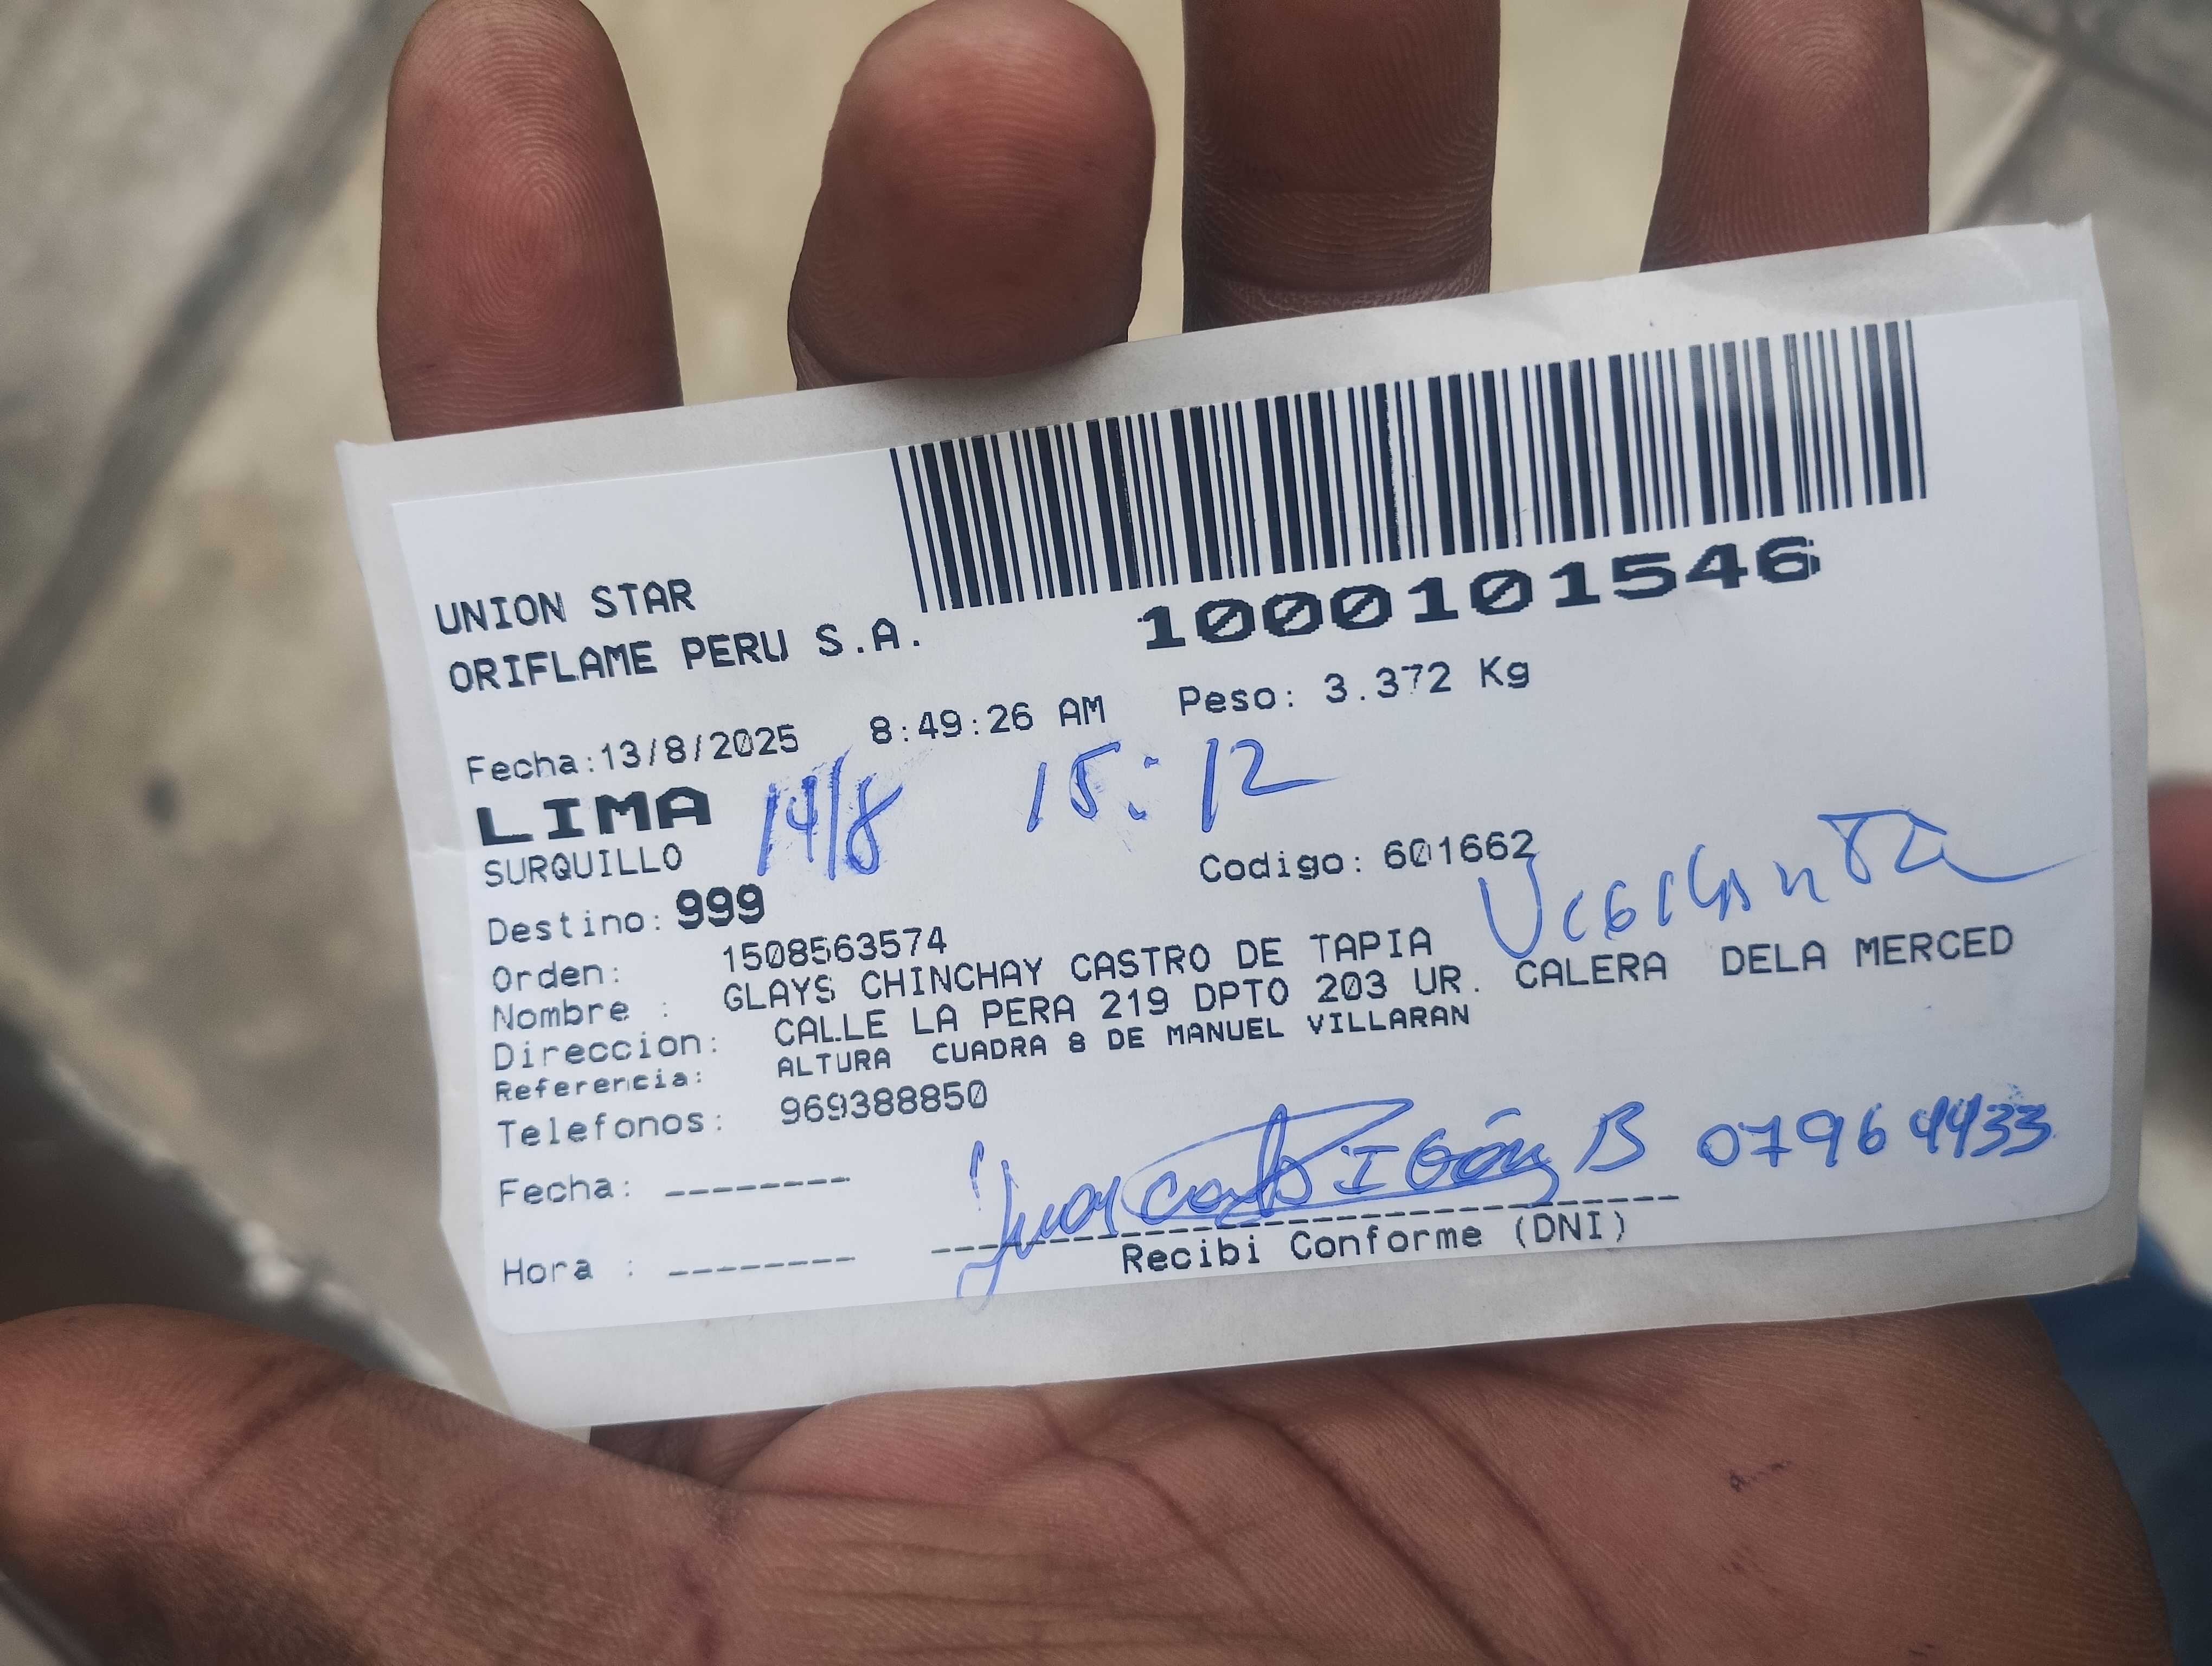 1000101546
UNION STAR
ORIFLAME PERU S.A.
Fecha:13/8/2025 8:49:26 AM Peso: 3.372 Kg
LIMA 14/8 15:12
SURQUILLO
Codigo: 601662
Destino: 999
Orden: 1508563574
Nombre : GLAYS CHINCHAY CASTRO DE TAPIA
Direccion: CALLE LA PERA 219 DPTO 203 UR. CALERA DELA MERCED
Referencia: ALTURA CUADRA 8 DE MANUEL VILLARAN
Telefonos: 969388850
B 07964433
Fecha: --------
Recibi Conforme (DNI)
Hora : --------